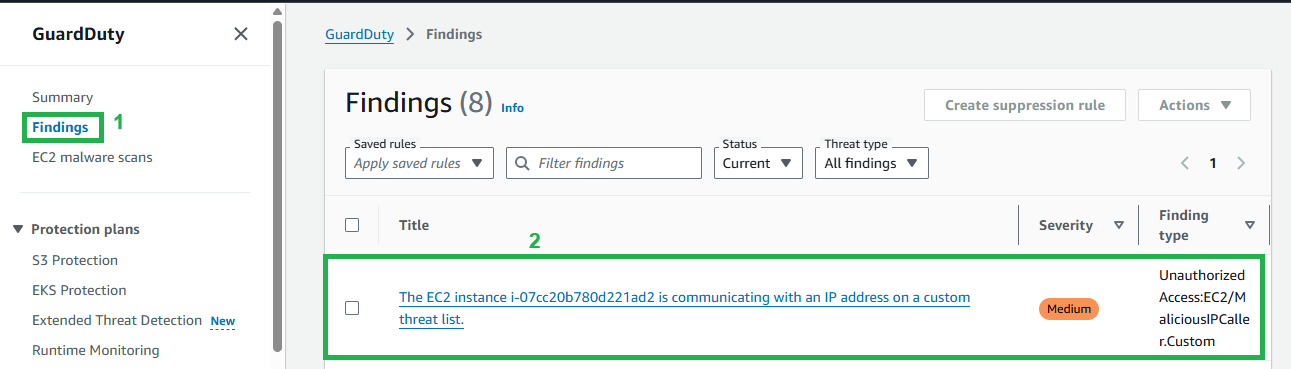 GuardDuty
Summary
Findings 1
EC2 malware scans
Protection plans
S3 Protection
EKS Protection
Extended Threat Detection New
Runtime Monitoring
GuardDuty > Findings
Findings (8) Info
Create suppression rule
Actions
Saved rules
Apply saved rules
Filter findings
Status
Current
Threat type
All findings
1
Title
Severity
Finding
type
2
The EC2 instance i-07cc20b780d221ad2 is communicating with an IP address on a custom
threat list.
Medium
Unauthorized
Access:EC2/M
aliciousIPCalle
r.Custom